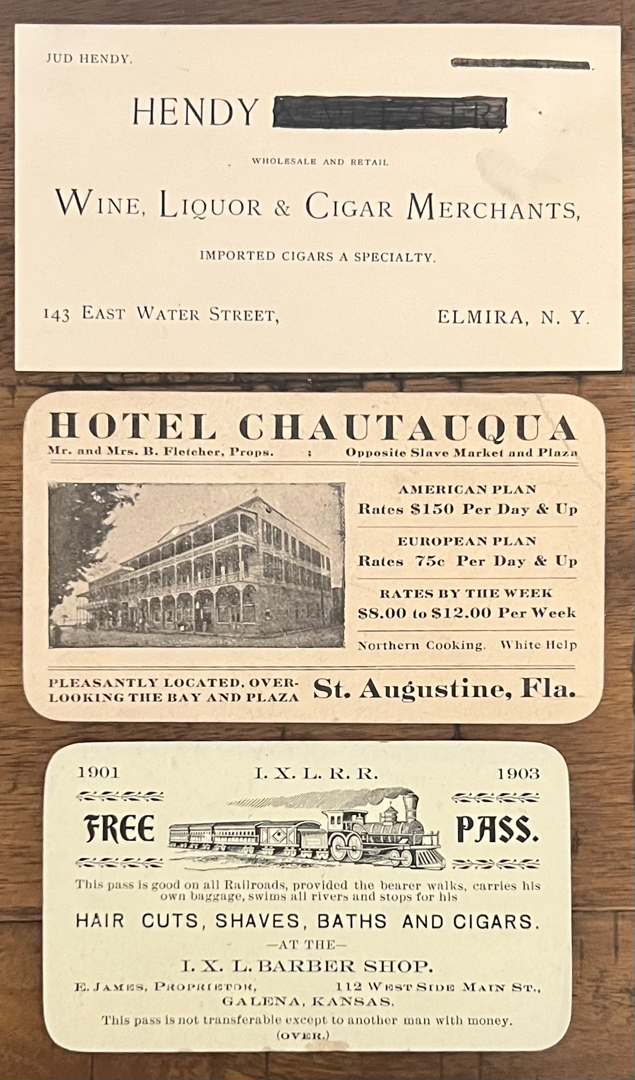 JUD HENDY.
HENDY
WHOLESALE AND RETAIL
WINE, LIQUOR & CIGAR MERCHANTS,
IMPORTED CIGARS A SPECIALTY.
143 EAST WATER STREET, ELMIRA, N. Y.
HOTEL CHAUTAUQUA
Mr. and Mrs. B. Fletcher, Props. : Opposite Slave Market and Plaza
AMERICAN PLAN
Rates $150 Per Day & Up
EUROPEAN PLAN
Rates 75c Per Day & Up
RATES BY THE WEEK
$8.00 to $12.00 Per Week
Northern Cooking. White Help
PLEASANTLY LOCATED, OVER-
LOOKING THE BAY AND PLAZA
St. Augustine, Fla.
1901 I. X. L. R. R. 1903
FREE PASS.
This pass is good on all Railroads, provided the bearer walks, carries his
own baggage, swims all rivers and stops for his
HAIR CUTS, SHAVES, BATHS AND CIGARS.
—AT THE—
I. X. L. BARBER SHOP.
E. JAMES, PROPRIETOR, 112 WEST SIDE MAIN ST.,
GALENA, KANSAS.
This pass is not transferable except to another man with money.
(OVER.)